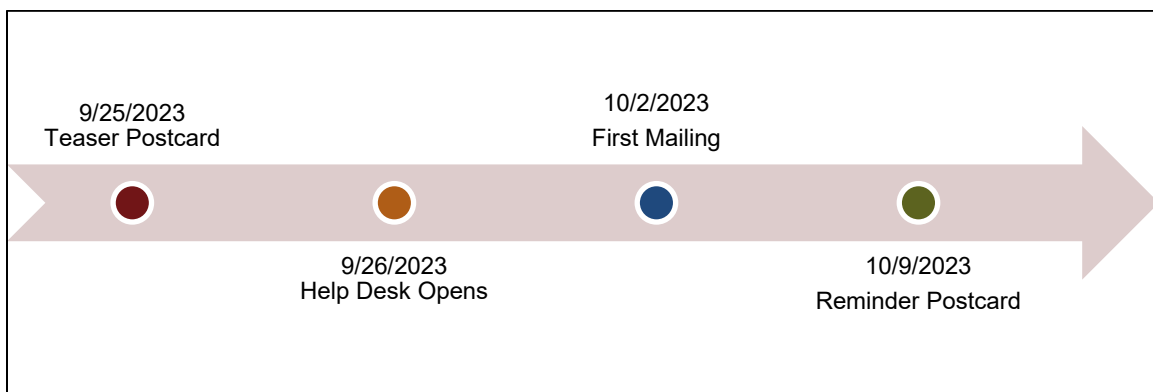 9/25/2023
Teaser Postcard
9/26/2023
Help Desk Opens
10/2/2023
First Mailing
10/9/2023
Reminder Postcard